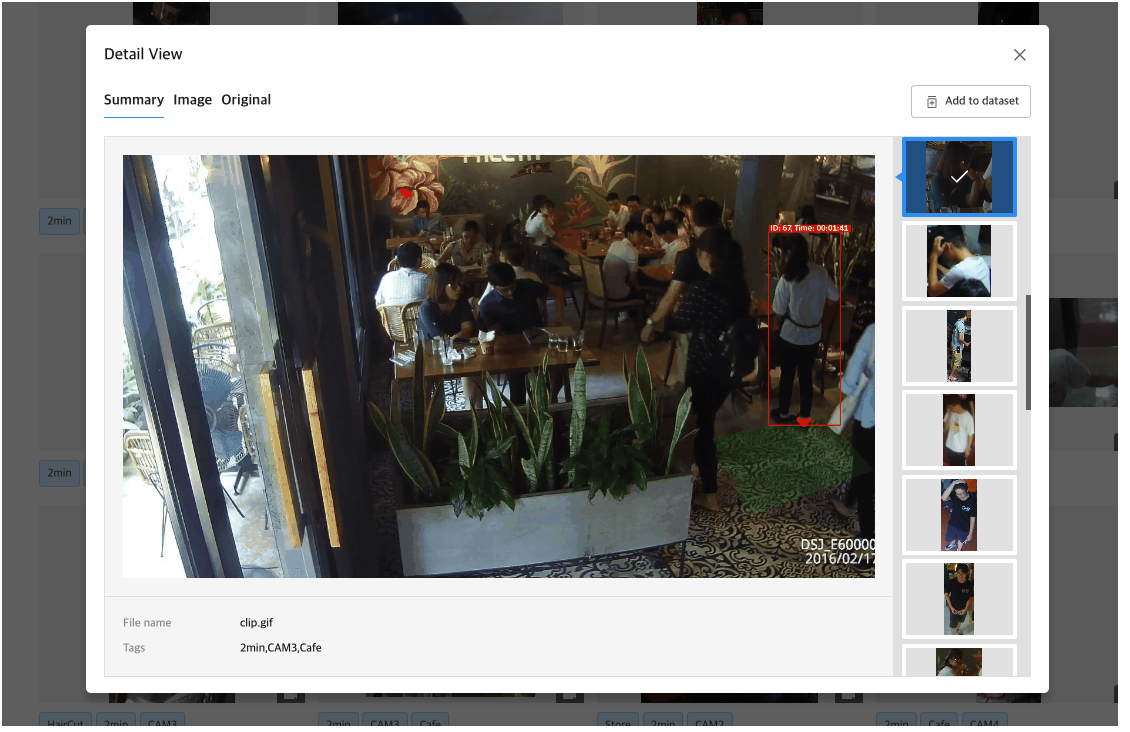 Detail View
Summary Image Original
Add to dataset
2min
ID: 67, Time: 00:01:41
2min
DSJ_E60000
2016/02/17
File name clip.gif
Tags 2min,CAM3,Cafe
HairCut 2min CAM3 2min CAM3 Cafe Store 2min CAM2 2min Cafe CAM4